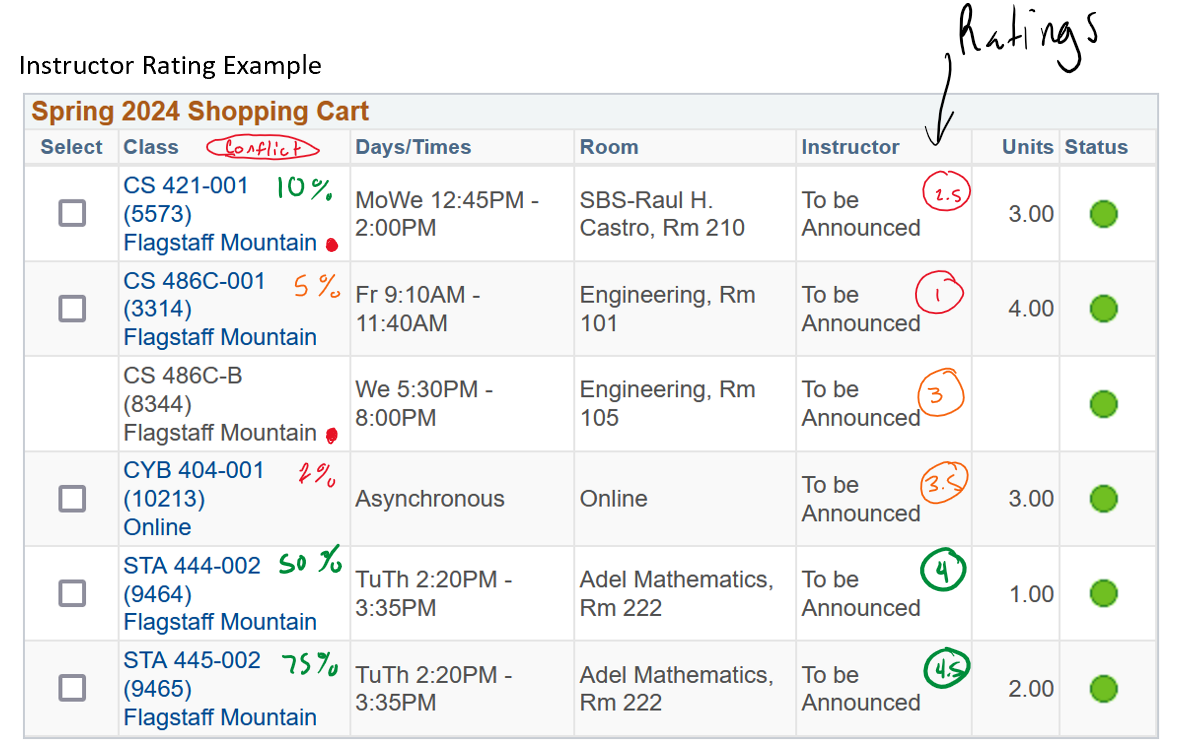 Ratings
Instructor Rating Example
Spring 2024 Shopping Cart
Select Class Conflict Days/Times Room Instructor Units Status
CS 421-001 10%
(5573)
Flagstaff Mountain
MoWe 12:45PM -
2:00PM
SBS-Raul H.
Castro, Rm 210
To be
Announced
2.5
3.00
CS 486C-001 5%
(3314)
Flagstaff Mountain
Fr 9:10AM -
11:40AM
Engineering, Rm
101
To be
Announced
1
4.00
CS 486C-B
(8344)
Flagstaff Mountain
We 5:30PM -
8:00PM
Engineering, Rm
105
To be
Announced
3
CYB 404-001 2%
(10213)
Online
Asynchronous
Online
To be
Announced
3.5
3.00
STA 444-002 50%
(9464)
Flagstaff Mountain
TuTh 2:20PM -
3:35PM
Adel Mathematics,
Rm 222
To be
Announced
4
1.00
STA 445-002 75%
(9465)
Flagstaff Mountain
TuTh 2:20PM -
3:35PM
Adel Mathematics,
Rm 222
To be
Announced
4.5
2.00